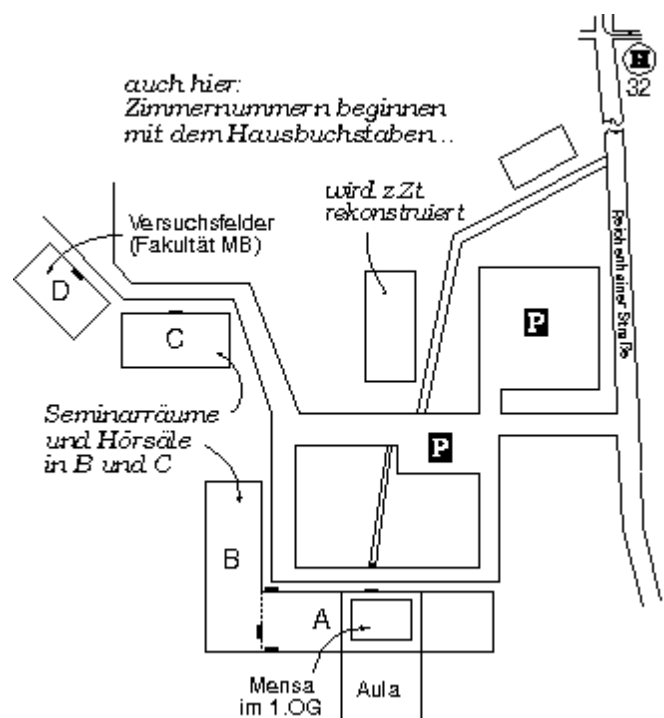 H
32
auch hier:
Zimmernummern beginnen
mit dem Hausbuchstaben...
wird z.Zt
rekonstruiert
Reichenhainer Straße
Versuchsfelder
(Fakultät MB)
D
C
P
Seminarräume
und Hörsäle
in B und C
P
B
A
Mensa
im 1.OG
Aula